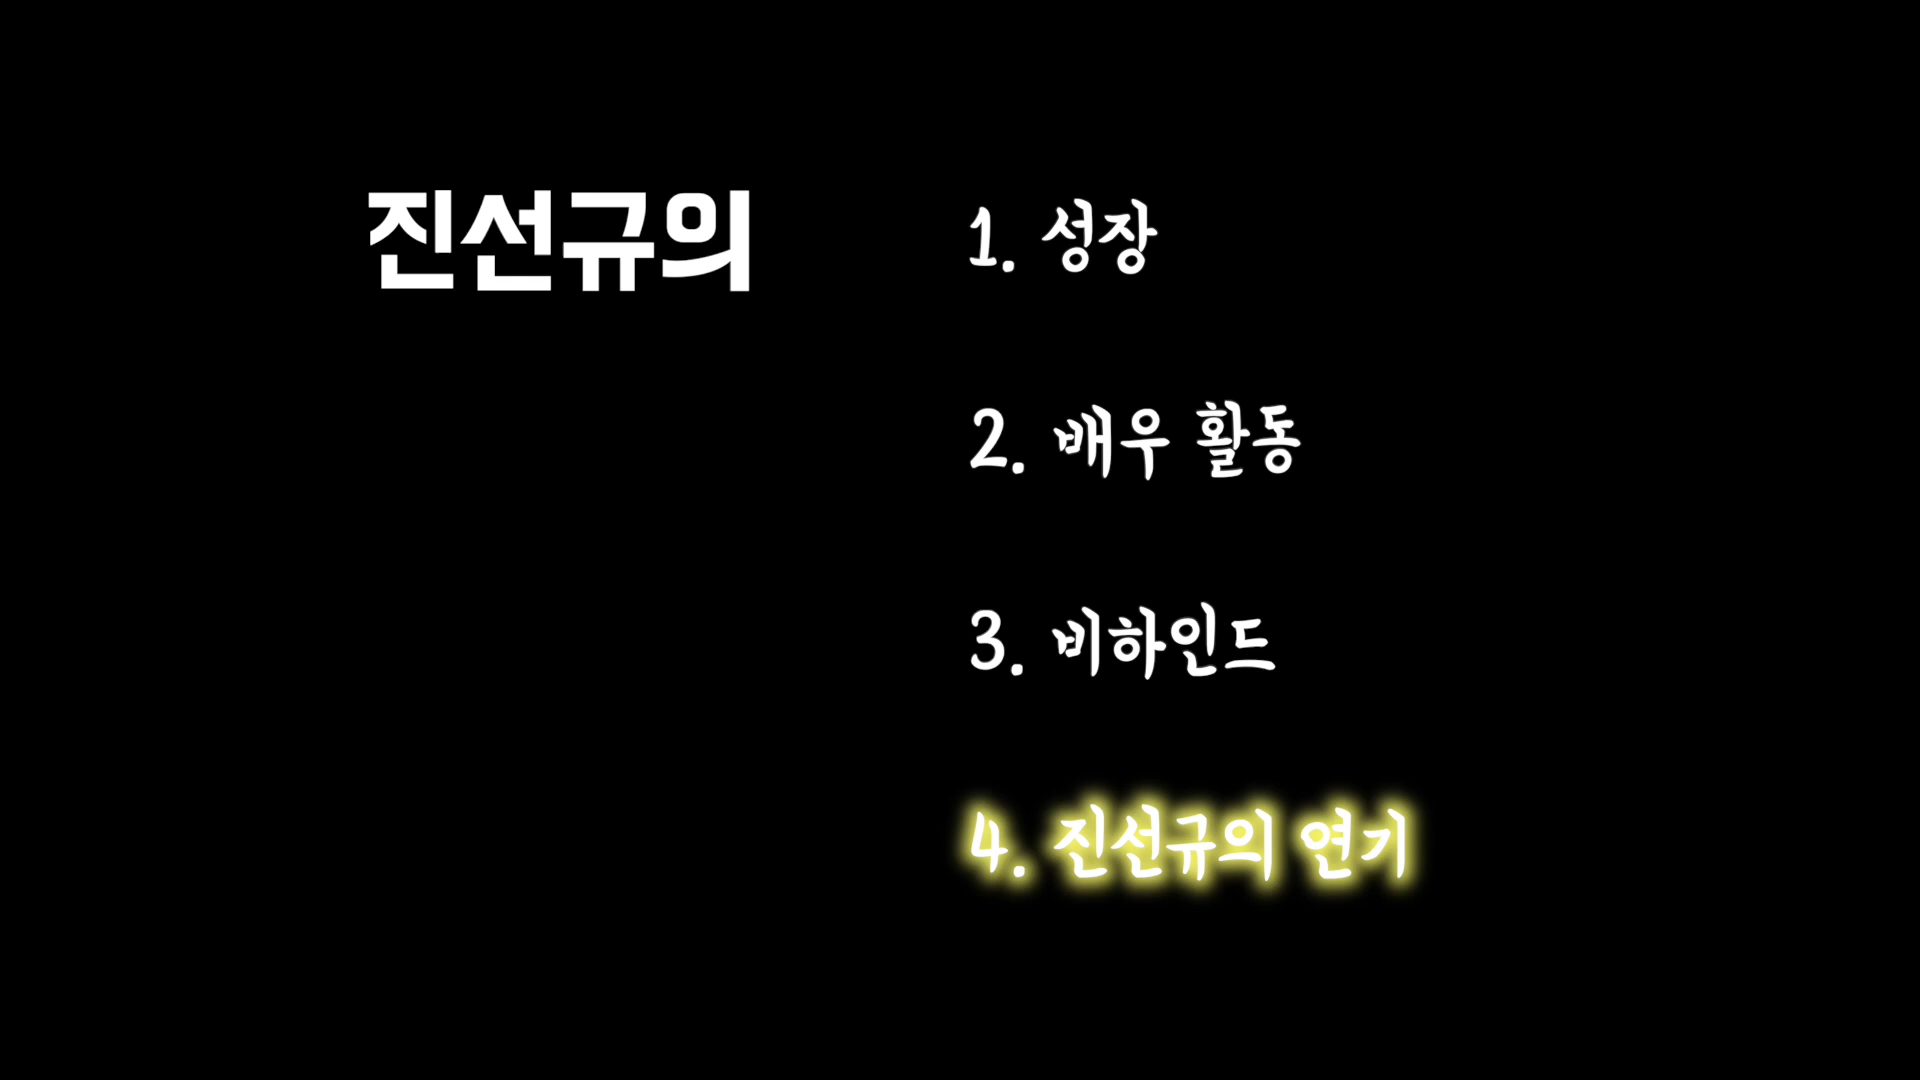 진선규의
1. 성장
2. 배우 활동
3. 비하인드
4. 진선규의 연기